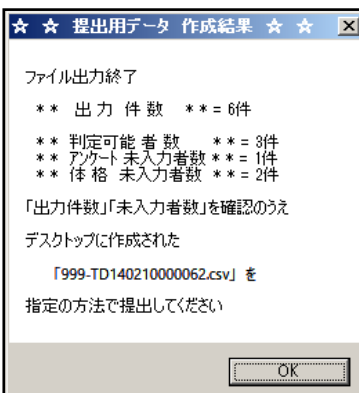 ☆ ☆ 提出用データ 作成結果 ☆ ☆
ファイル出力終了
** 出 力 件 数 ** = 6件
** 判定可能 者 数 ** = 3件
** アンケート 未入力者数 ** = 1件
** 体 格 未入力者数 ** = 2件
「出力件数」「未入力者数」を確認のうえ
デスクトップに作成された
「999-TD140210000062.csv」 を
指定の方法で提出してください
OK